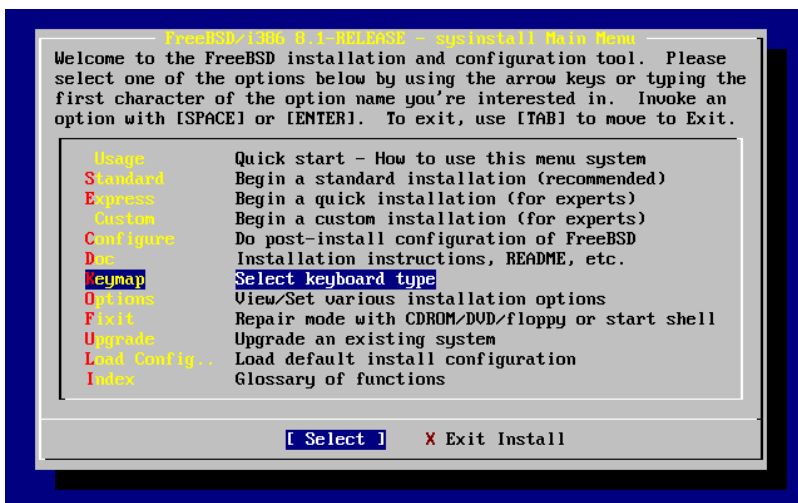 FreeBSD/i386 8.1-RELEASE - sysinstall Main Menu
Welcome to the FreeBSD installation and configuration tool.  Please
select one of the options below by using the arrow keys or typing the
first character of the option name you're interested in.  Invoke an
option with [SPACE] or [ENTER].  To exit, use [TAB] to move to Exit.
Usage Quick start - How to use this menu system
Standard Begin a standard installation (recommended)
Express Begin a quick installation (for experts)
Custom Begin a custom installation (for experts)
Configure Do post-install configuration of FreeBSD
Doc Installation instructions, README, etc.
Keymap Select keyboard type
Options View/Set various installation options
Fixit Repair mode with CDROM/DVD/floppy or start shell
Upgrade Upgrade an existing system
Load Config.. Load default install configuration
Index Glossary of functions
[ Select ] X Exit Install